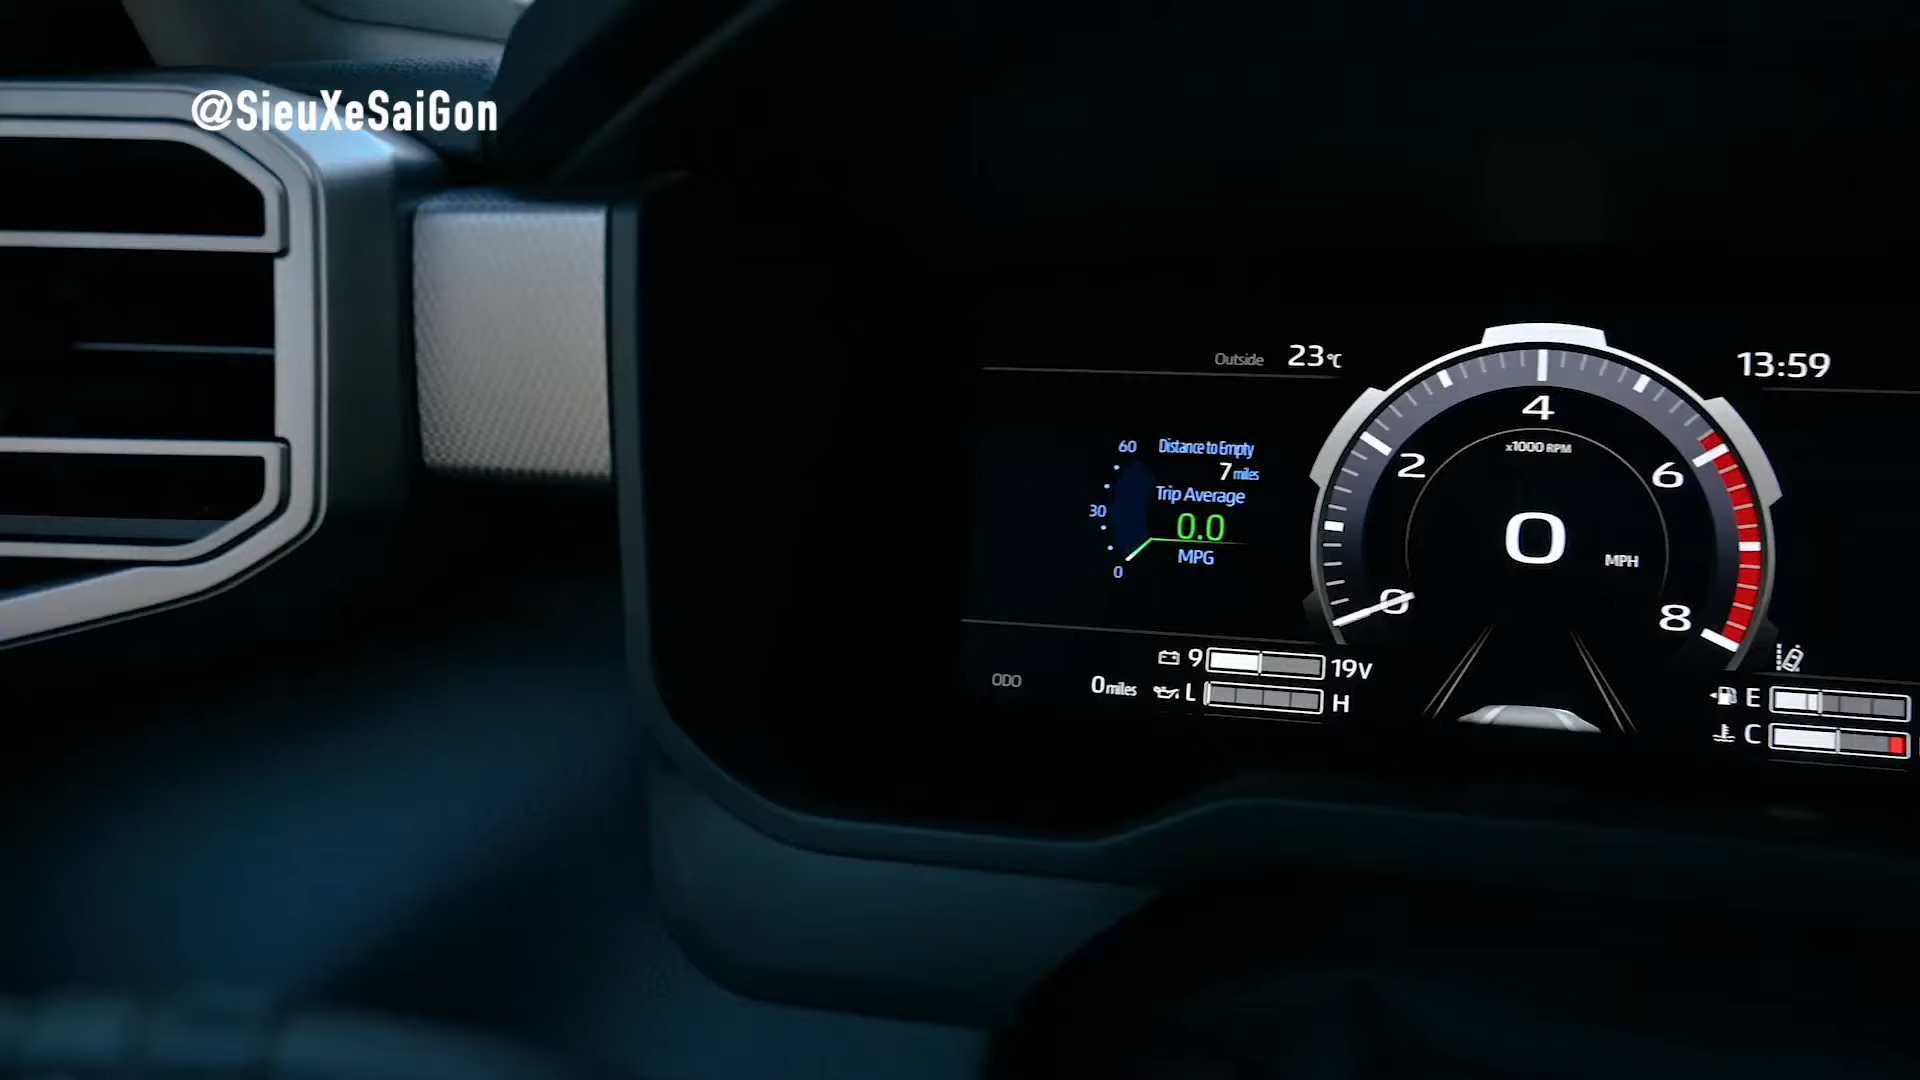 @SieuXeSaiGon
Outside 23°C
13:59
60
Distance to Empty
7 miles
Trip Average
30
0.0
MPG
0
4
x1000 RPM
2
6
0
MPH
0
8
9
19V
ODO
0 miles
L
H
E
C